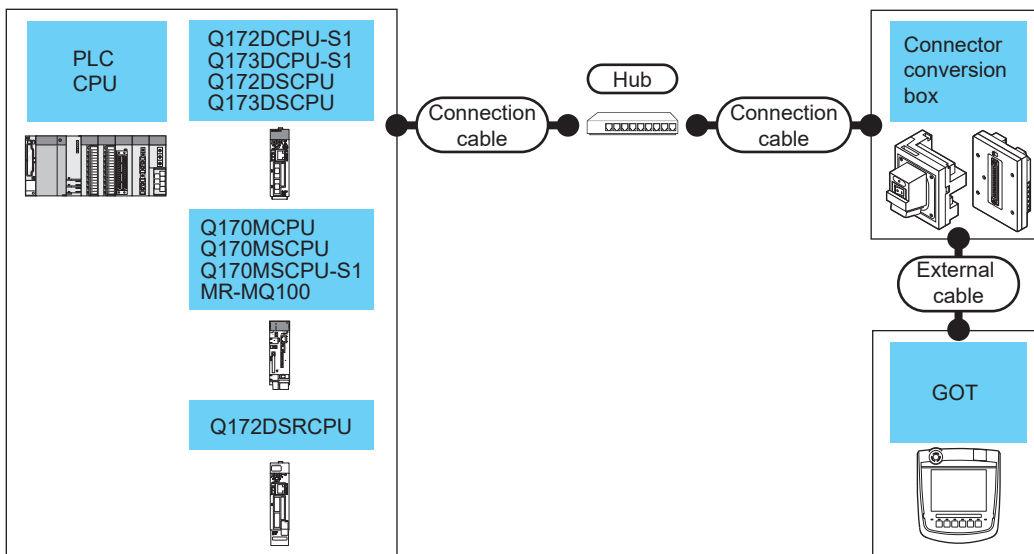 PLC
CPU
Q172DCPU-S1
Q173DCPU-S1
Q172DSCPU
Q173DSCPU
Q170MCPU
Q170MSCPU
Q170MSCPU-S1
MR-MQ100
Q172DSRCPU
Connection
cable
Hub
Connection
cable
Connector
conversion
box
External
cable
GOT